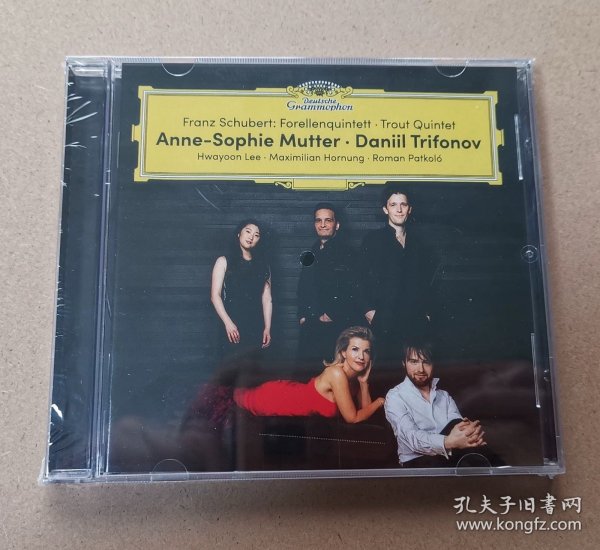 Deutsche
Grammophon
Franz Schubert: Forellenquintett · Trout Quintet
Anne-Sophie Mutter · Daniil Trifonov
Hwayoon Lee · Maximilian Hornung · Roman Patkoló
孔夫子旧书网
www.kongfz.com